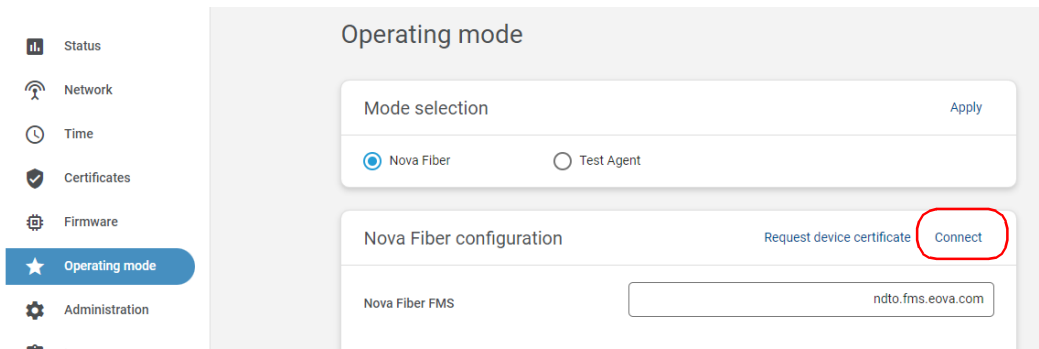 Operating mode
Status
Network
Time
Certificates
Firmware
Operating mode
Administration
Mode selection Apply
Nova Fiber Test Agent
Nova Fiber configuration Request device certificate Connect
Nova Fiber FMS ndto.fms.eova.com